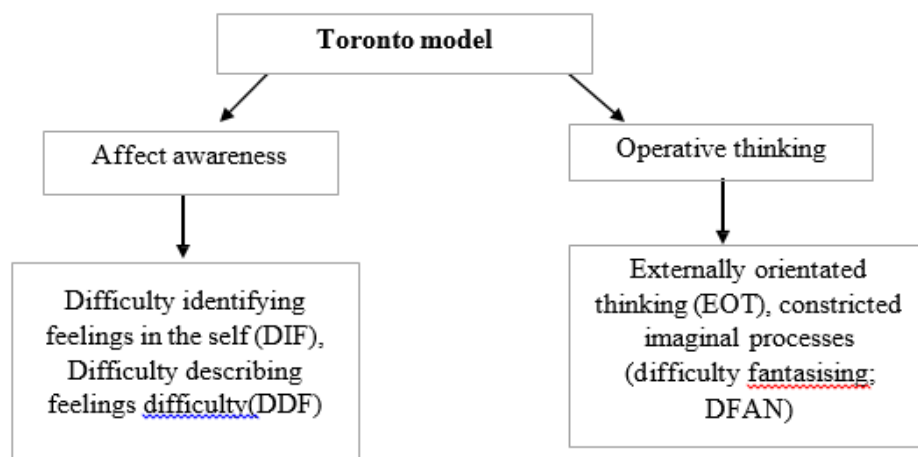 Toronto model
Affect awareness
Operative thinking
Difficulty identifying
feelings in the self (DIF),
Difficulty describing
feelings difficulty(DDF)
Externally orientated
thinking (EOT), constricted
imaginal processes
(difficulty fantasising;
DFAN)